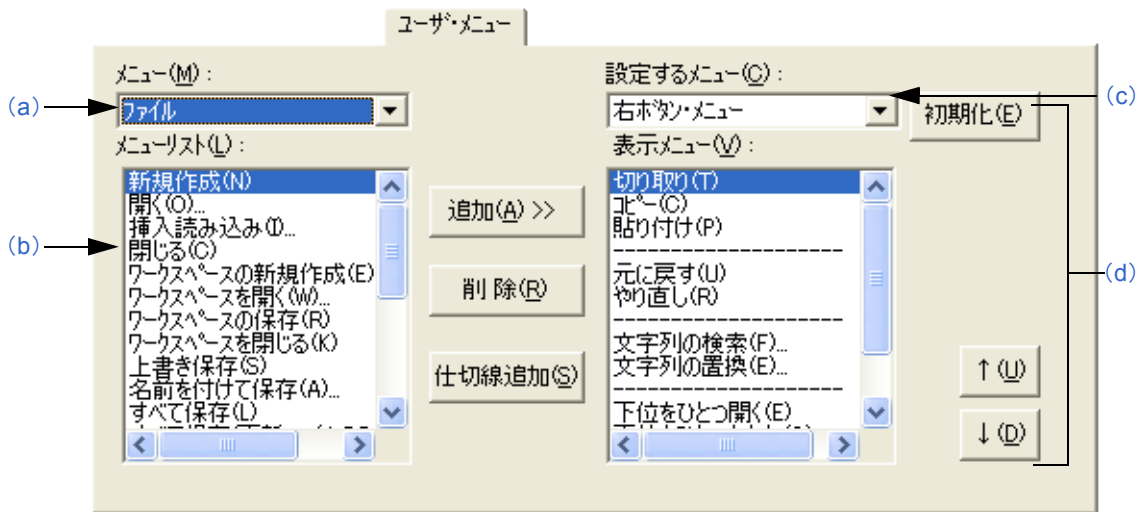 ユーザ・メニュー
メニュー(M) :
設定するメニュー(C) :
(a)
ファイル
右ボタン・メニュー
初期化(E)
(c)
メニューリスト(L) :
表示メニュー(V) :
(b)
新規作成(N)
開く(O)...
挿入読み込み(I)...
閉じる(C)
ワークスペースの新規作成(E)
ワークスペースを開く(W)...
ワークスペースの保存(R)
ワークスペースを閉じる(K)
上書き保存(S)
名前を付けて保存(A)...
すべて保存(L)
追加(A) >>
削 除(R)
仕切線追加(S)
切り取り(T)
コピー(C)
貼り付け(P)
--------------------
元に戻す(U)
やり直し(R)
--------------------
文字列の検索(F)...
文字列の置換(E)...
--------------------
下位をひとつ開く(E)
(d)
↑(U)
↓(D)